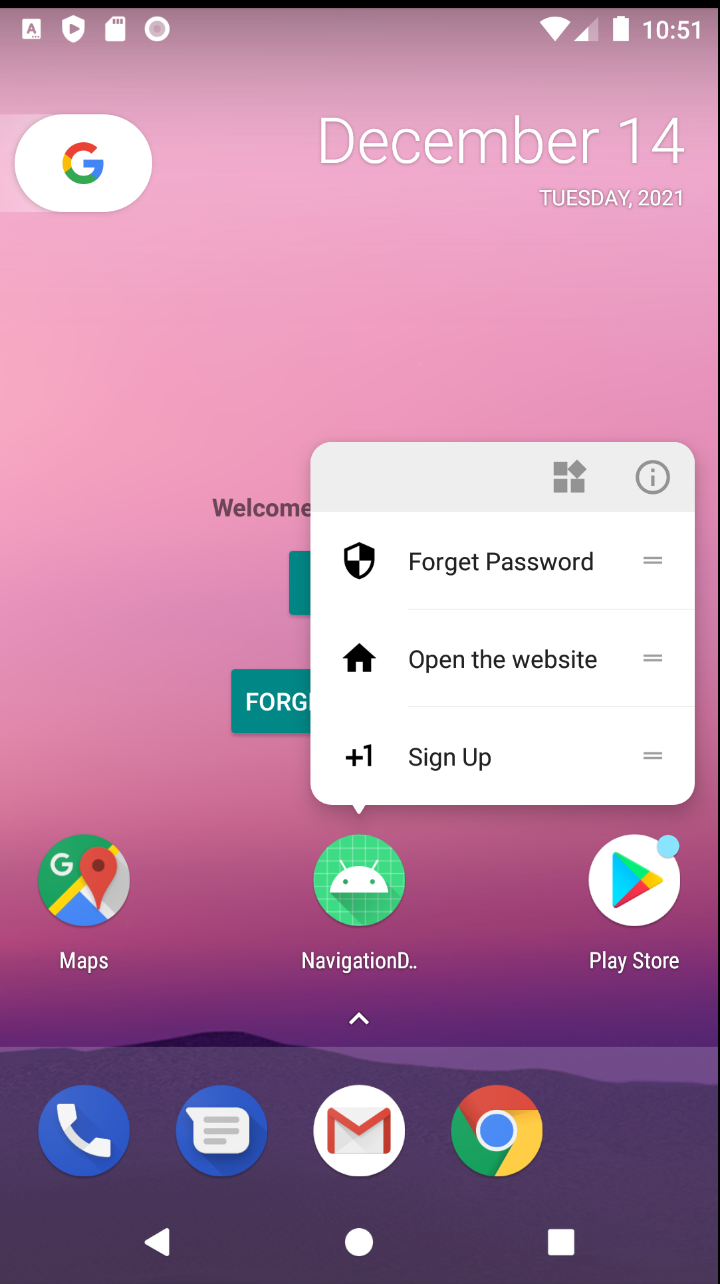 10:51
December 14
TUESDAY, 2021
Welcome
Forget Password
Open the website
FORG
+1 Sign Up
Maps
NavigationD..
Play Store